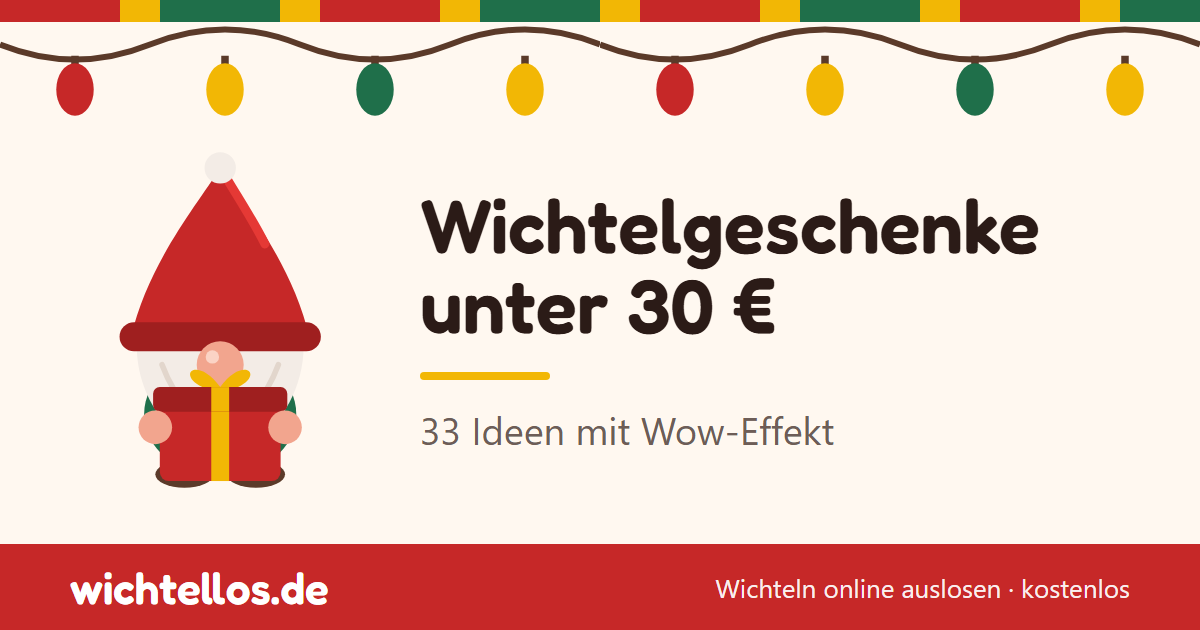 Wichtelgeschenke
unter 30 €
33 Ideen mit Wow-Effekt
wichtellos.de
Wichteln online auslosen · kostenlos